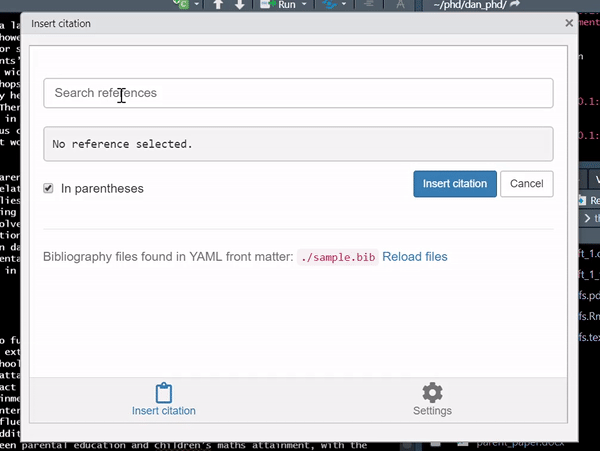 Run
~/phd/dan_phd/
Insert citation
Search references
No reference selected.
In parentheses
Insert citation
Cancel
Bibliography files found in YAML front matter: ./sample.bib Reload files
Insert citation
Settings
parent_paper.docx
een parental education and children's maths attainment, with the